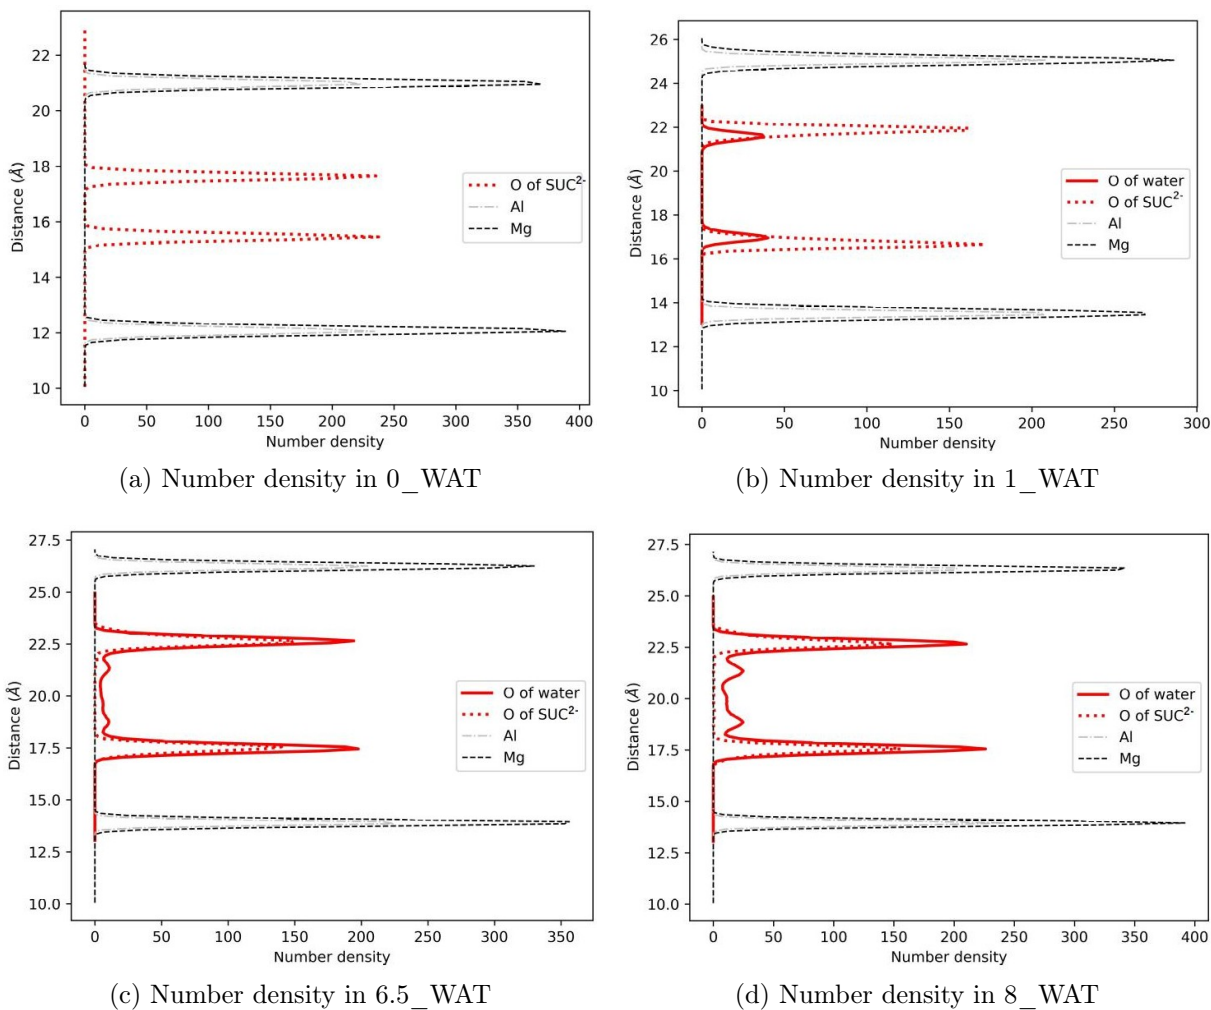 22
20
18
16
14
12
10
Distance (Å)
O of SUC2-
Al
Mg
0 50 100 150 200 250 300 350 400
Number density
(a) Number density in 0_WAT
26
24
22
20
18
16
14
12
10
Distance (Å)
O of water
O of SUC2-
Al
Mg
0 50 100 150 200 250 300
Number density
(b) Number density in 1_WAT
27.5
25.0
22.5
20.0
17.5
15.0
12.5
10.0
Distance (Å)
O of water
O of SUC2-
Al
Mg
0 50 100 150 200 250 300 350
Number density
(c) Number density in 6.5_WAT
27.5
25.0
22.5
20.0
17.5
15.0
12.5
10.0
Distance (Å)
O of water
O of SUC2-
Al
Mg
0 50 100 150 200 250 300 350 400
Number density
(d) Number density in 8_WAT